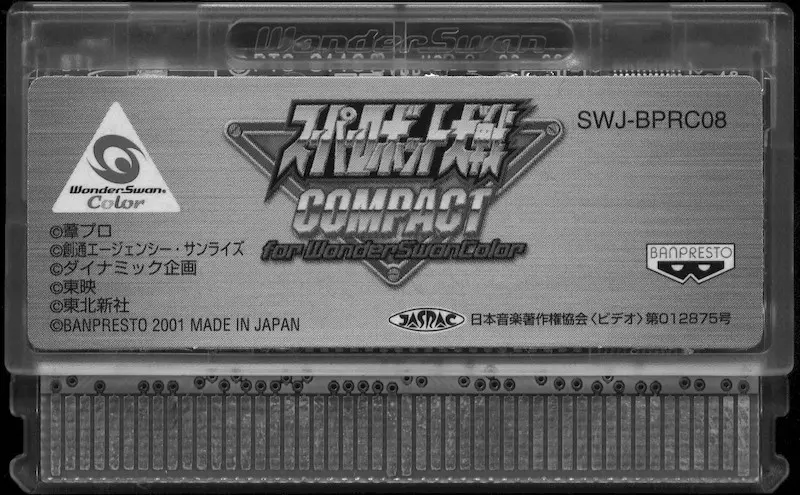 WonderSwan
スーパーロボット大戦
COMPACT
for WonderSwanColor
SWJ-BPRC08
WonderSwan
Color
©葦プロ
©創通エージェンシー・サンライズ
©ダイナミック企画
©東映
©東北新社
©BANPRESTO 2001 MADE IN JAPAN
BANPRESTO
JASRAC 日本音楽著作権協会〈ビデオ〉第012875号